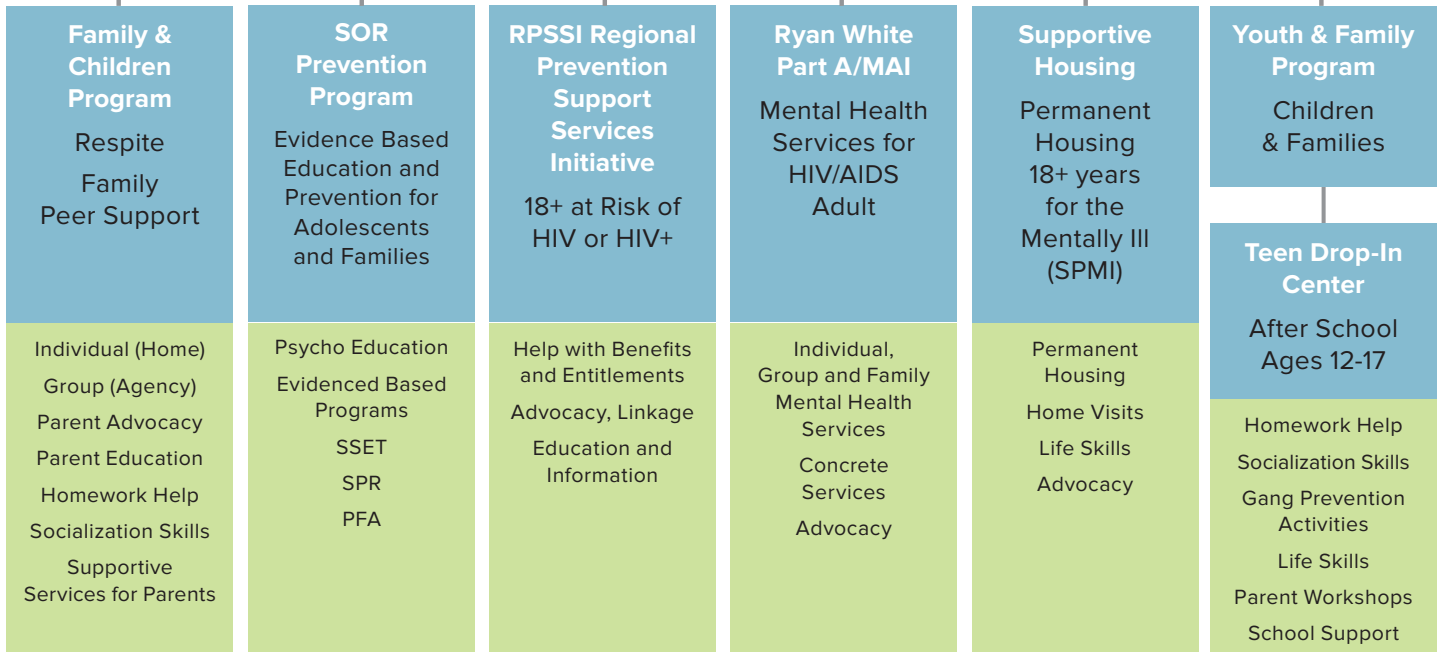 Family &
Children
Program
Respite
Family
Peer Support
Individual (Home)
Group (Agency)
Parent Advocacy
Parent Education
Homework Help
Socialization Skills
Supportive
Services for Parents
SOR
Prevention
Program
Evidence Based
Education and
Prevention for
Adolescents
and Families
Psycho Education
Evidenced Based
Programs
SSET
SPR
PFA
RPSSI Regional
Prevention
Support
Services
Initiative
18+ at Risk of
HIV or HIV+
Help with Benefits
and Entitlements
Advocacy, Linkage
Education and
Information
Ryan White
Part A/MAI
Mental Health
Services for
HIV/AIDS
Adult
Individual,
Group and Family
Mental Health
Services
Concrete
Services
Advocacy
Supportive
Housing
Permanent
Housing
18+ years
for the
Mentally Ill
(SPMI)
Permanent
Housing
Home Visits
Life Skills
Advocacy
Youth & Family
Program
Children
& Families
Teen Drop-In
Center
After School
Ages 12-17
Homework Help
Socialization Skills
Gang Prevention
Activities
Life Skills
Parent Workshops
School Support